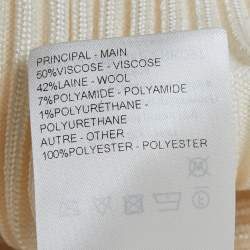 PRINCIPAL - MAIN
50%VISCOSE - VISCOSE
42%LAINE - WOOL
7%POLYAMIDE - POLYAMIDE
1%POLYURÉTHANE -
POLYURETHANE
AUTRE - OTHER
100%POLYESTER - POLYESTER